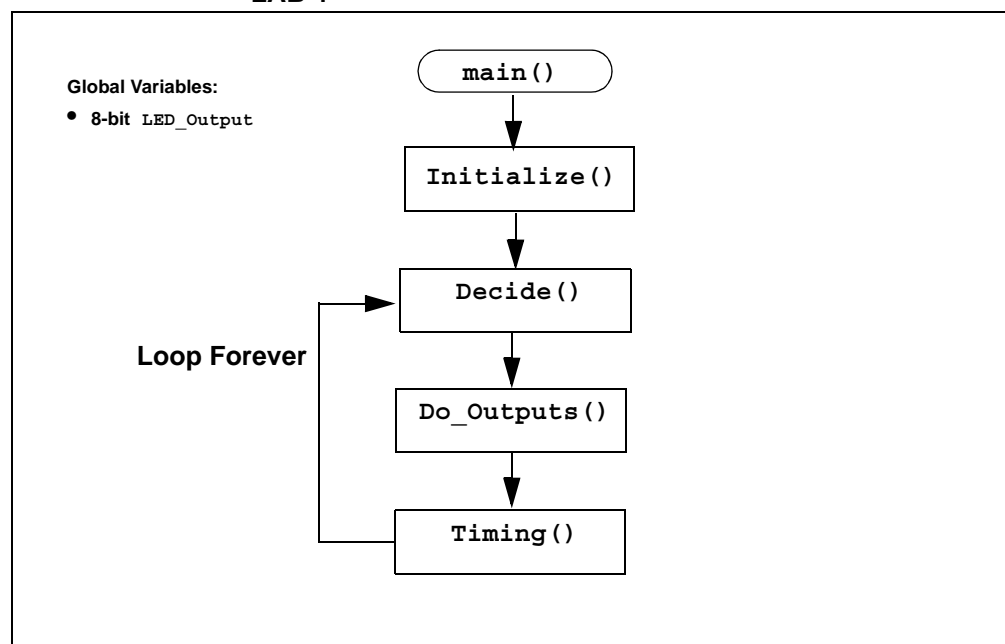 main()
Global Variables:
• 8-bit LED_Output
Initialize()
Decide()
Loop Forever
Do_Outputs()
Timing()